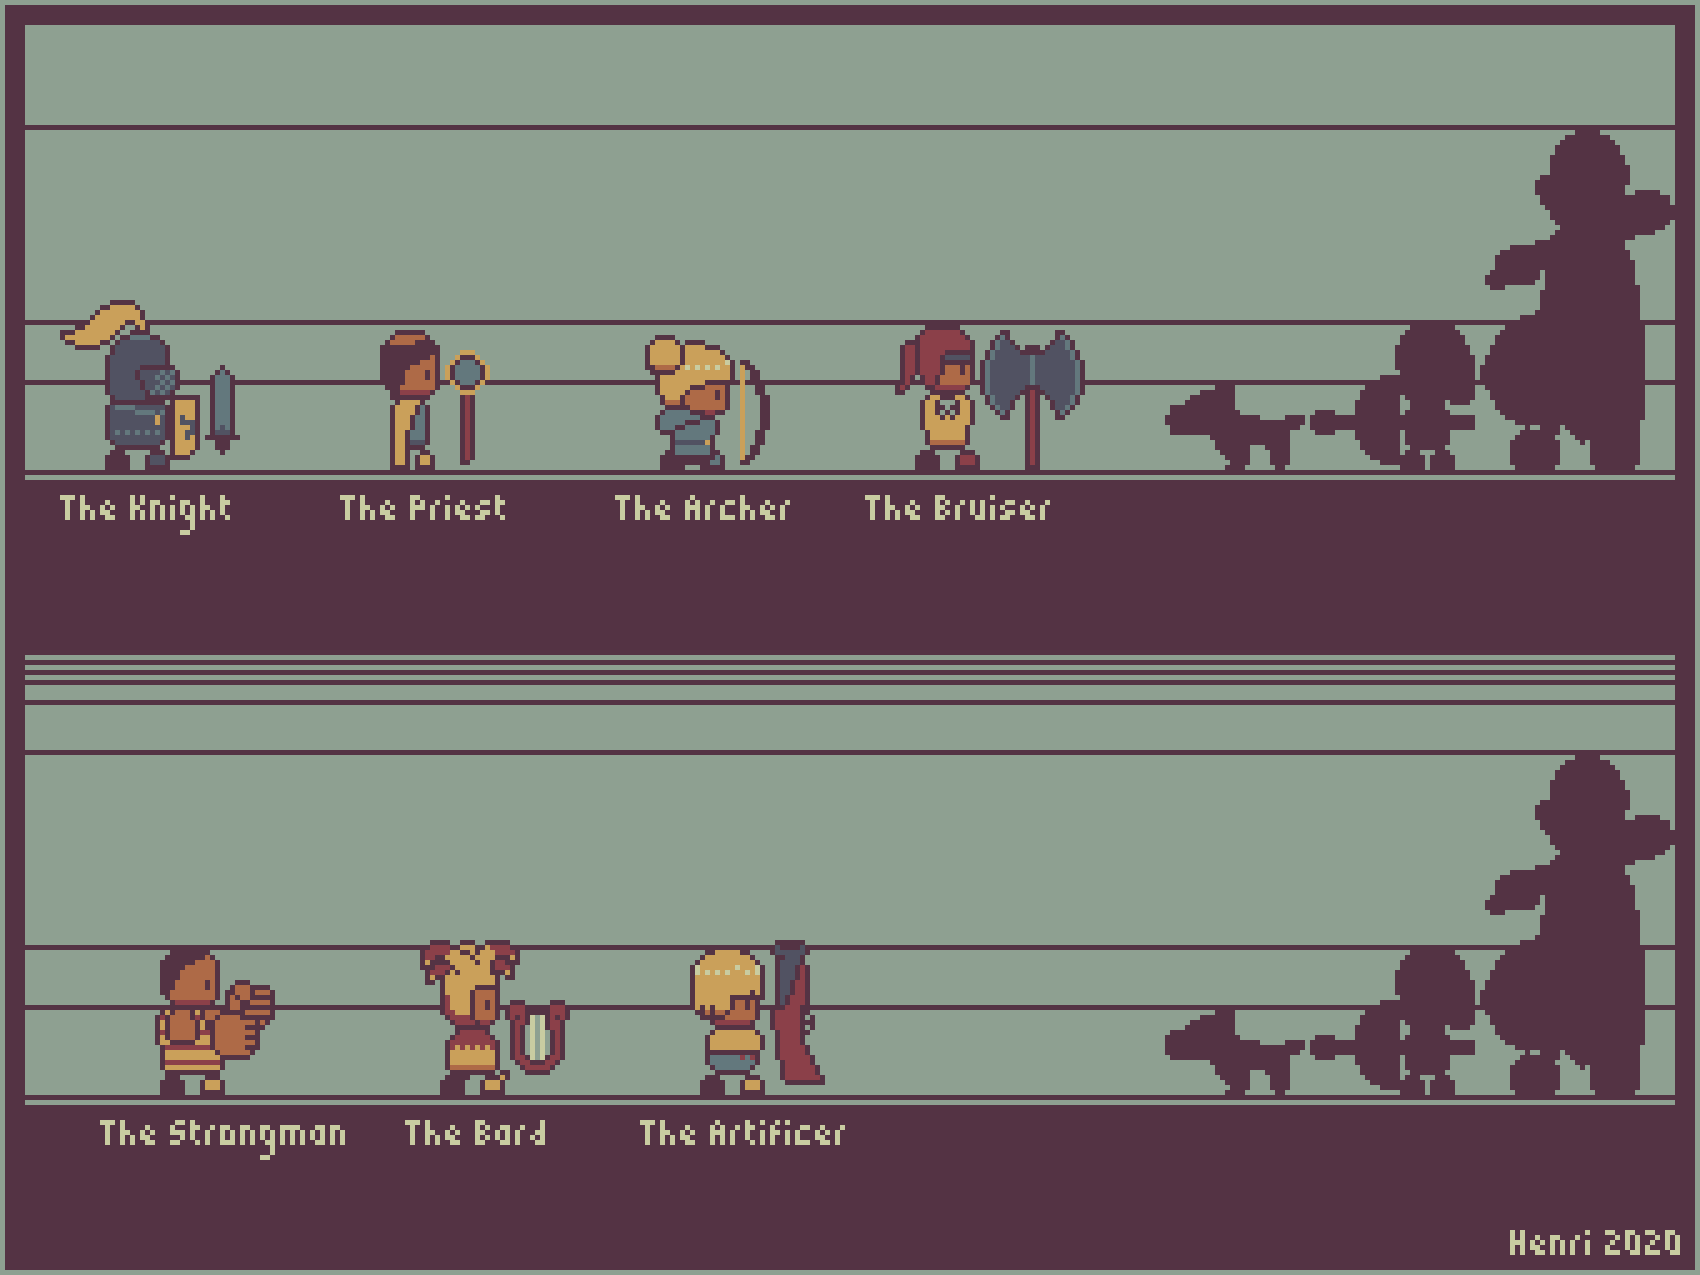 The Knight
The Priest
The Archer
The Bruiser
The Strongman
The Bard
The Artificer
Henri 2020